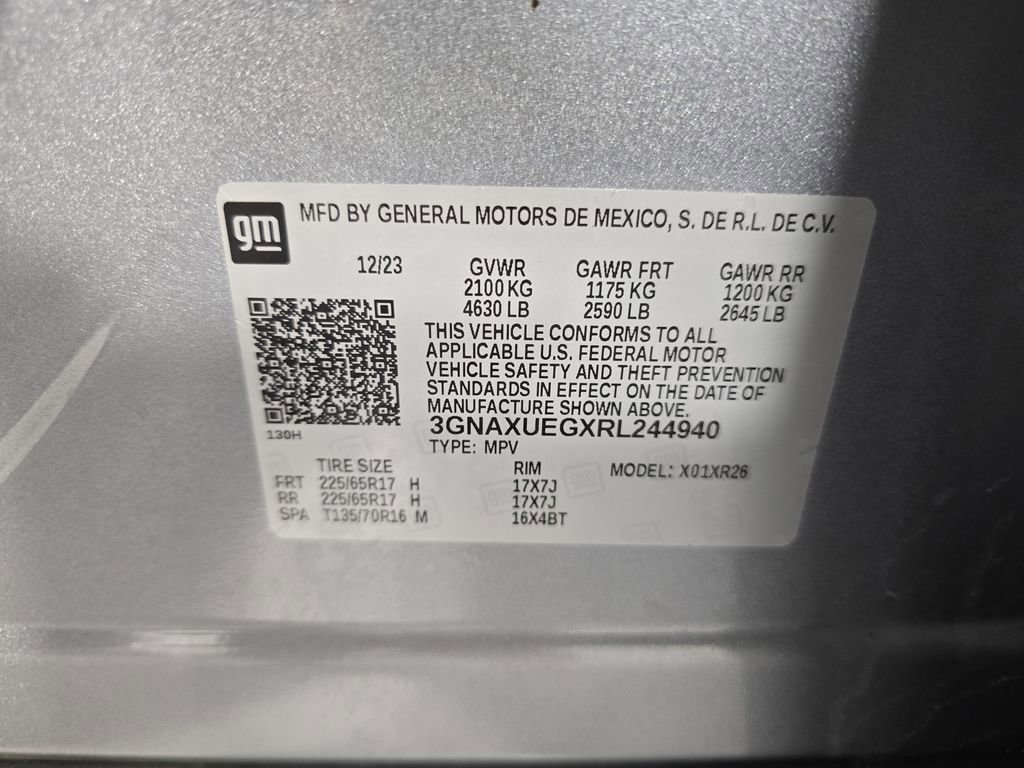 gm MFD BY GENERAL MOTORS DE MEXICO, S. DE R.L. DE C.V.
12/23 GVWR GAWR FRT GAWR RR
2100 KG 1175 KG 1200 KG
4630 LB 2590 LB 2645 LB
THIS VEHICLE CONFORMS TO ALL
APPLICABLE U.S. FEDERAL MOTOR
VEHICLE SAFETY AND THEFT PREVENTION
STANDARDS IN EFFECT ON THE DATE OF
MANUFACTURE SHOWN ABOVE.
3GNAXUEGXRL244940
130H
TYPE: MPV
TIRE SIZE RIM MODEL: X01XR26
FRT 225/65R17 H 17X7J
RR 225/65R17 H 17X7J
SPA T135/70R16 M 16X4BT